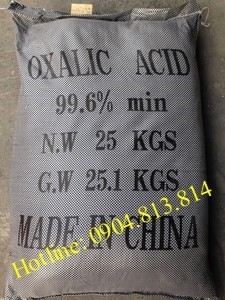 OXALIC ACID
99.6% min
N.W 25 KGS
G.W 25.1 KGS
MADE IN CHINA
Hotline: 0904.813.814